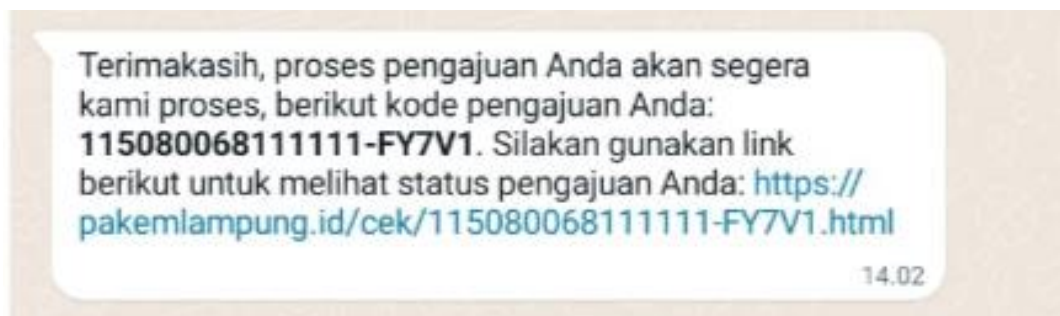 Terimakasih, proses pengajuan Anda akan segera
kami proses, berikut kode pengajuan Anda:
115080068111111-FY7V1. Silakan gunakan link
berikut untuk melihat status pengajuan Anda: https://
pakemlampung.id/cek/115080068111111-FY7V1.html
14.02